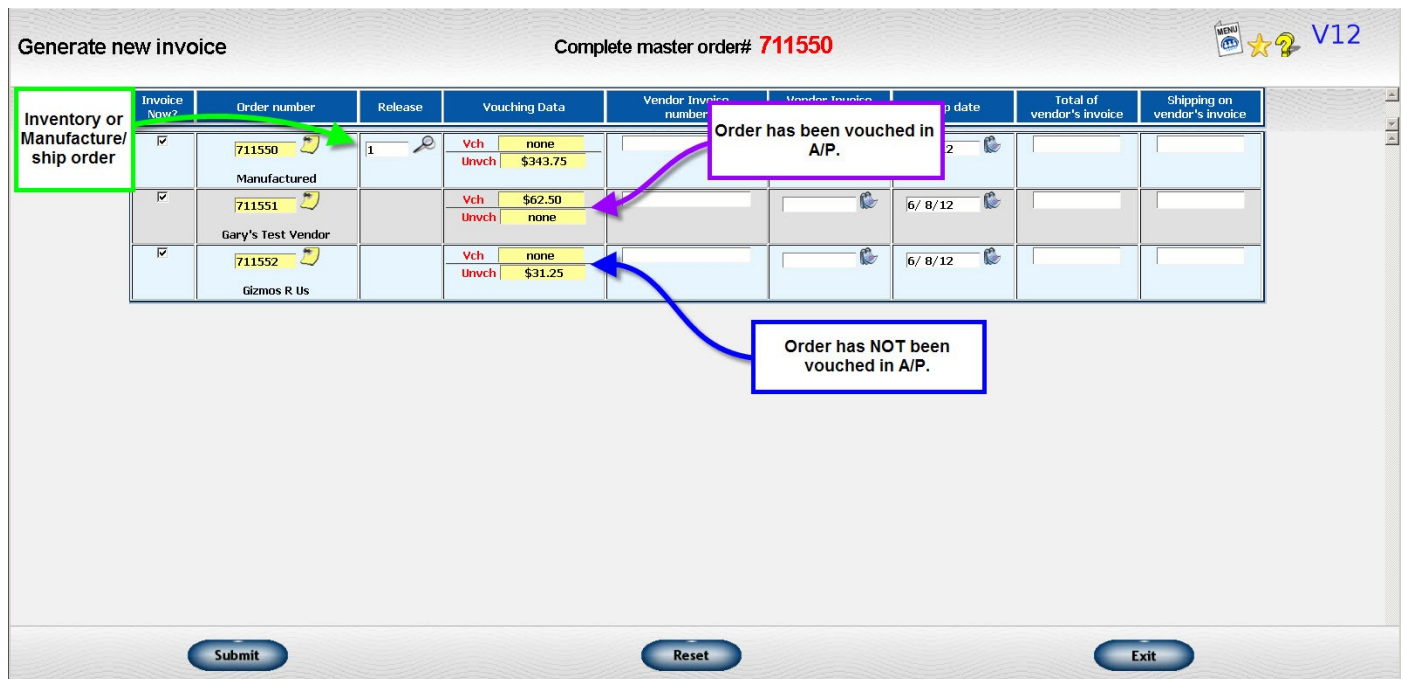 Generate new invoice
Complete master order# 711550
MENU
V12
Inventory or
Manufacture/
ship order
Invoice
Now?
Order number
Release
Vouching Data
Vendor Invoice
number
Vendor Invoice
date
Total of
vendor's invoice
Shipping on
vendor's invoice
Order has been vouched in
A/P.
711550
1
Vch none
Unvch $343.75
2
Manufactured
711551
Vch $62.50
Unvch none
6/ 8/12
Gary's Test Vendor
711552
Vch none
Unvch $31.25
6/ 8/12
Gizmos R Us
Order has NOT been
vouched in A/P.
Submit
Reset
Exit